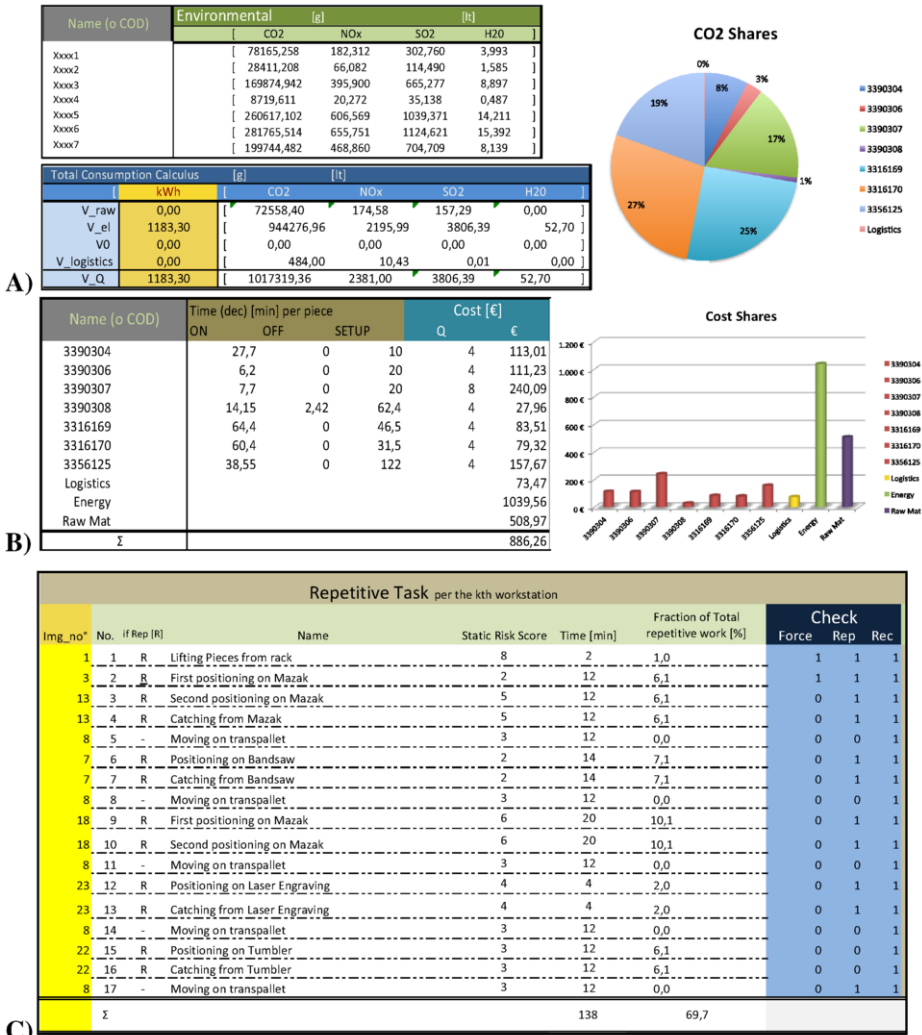 Name (o COD) Environmental [g] [lt]
[ CO2 NOx SO2 H20 ]
Xxxx1 [ 78165,258 182,312 302,760 3,993 ]
Xxxx2 [ 28411,208 66,082 114,490 1,585 ]
Xxxx3 [ 169874,942 395,900 665,277 8,897 ]
Xxxx4 [ 8719,611 20,272 35,138 0,487 ]
Xxxx5 [ 260617,102 606,569 1039,371 14,211 ]
Xxxx6 [ 281765,514 655,751 1124,621 15,392 ]
Xxxx7 [ 199744,482 468,860 704,709 8,139 ]
Total Consumption Calculus [g] [lt]
[ kWh [ CO2 NOx SO2 H20 ]
V_raw 0,00 [ 72558,40 174,58 157,29 0,00 ]
V_el 1183,30 [ 944276,96 2195,99 3806,39 52,70 ]
V0 0,00 [ 0,00 0,00 0,00 0,00 ]
V_logistics 0,00 [ 484,00 10,43 0,01 0,00 ]
V_Q 1183,30 [ 1017319,36 2381,00 3806,39 52,70 ]
A)
CO2 Shares
0%
8%
3%
17%
1%
25%
27%
19%
3390304
3390306
3390307
3390308
3316169
3316170
3356125
Logistics
Name (o COD) Time (dec) [min] per piece Cost [€]
ON OFF SETUP Q €
3390304 27,7 0 10 4 113,01
3390306 6,2 0 20 4 111,23
3390307 7,7 0 20 8 240,09
3390308 14,15 2,42 62,4 4 27,96
3316169 64,4 0 46,5 4 83,51
3316170 60,4 0 31,5 4 79,32
3356125 38,55 0 122 4 157,67
Logistics 73,47
Energy 1039,56
Raw Mat 508,97
Σ 886,26
B)
Cost Shares
1.200 €
1.000 €
800 €
600 €
400 €
200 €
0 €
3390304 3390306 3390307 3390308 3316169 3316170 3356125 Logistics Energy Raw Mat
3390304
3390306
3390307
3390308
3316169
3316170
3356125
Logistics
Energy
Raw Mat
Repetitive Task per the kth workstation
Img_no° No. if Rep [R] Name Static Risk Score Time [min] Fraction of Total repetitive work [%] Check
Force Rep Rec
1 1 R Lifting Pieces from rack 8 2 1,0 1 1 1
3 2 R First positioning on Mazak 2 12 6,1 1 1 1
13 3 R Second positioning on Mazak 5 12 6,1 0 1 1
13 4 R Catching from Mazak 5 12 6,1 0 1 1
8 5 - Moving on transpallet 3 12 0,0 0 0 1
7 6 R Positioning on Bandsaw 2 14 7,1 0 1 1
7 7 R Catching from Bandsaw 2 14 7,1 0 1 1
8 8 - Moving on transpallet 3 12 0,0 0 0 1
18 9 R First positioning on Mazak 6 20 10,1 0 1 1
18 10 R Second positioning on Mazak 6 20 10,1 0 1 1
8 11 - Moving on transpallet 3 12 0,0 0 0 1
23 12 R Positioning on Laser Engraving 4 4 2,0 0 1 1
23 13 R Catching from Laser Engraving 4 4 2,0 0 1 1
8 14 - Moving on transpallet 3 12 0,0 0 0 1
22 15 R Positioning on Tumbler 3 12 6,1 0 0 1
22 16 R Catching from Tumbler 3 12 6,1 0 0 1
8 17 - Moving on transpallet 3 12 0,0 0 1 1
Σ 138 69,7
C)